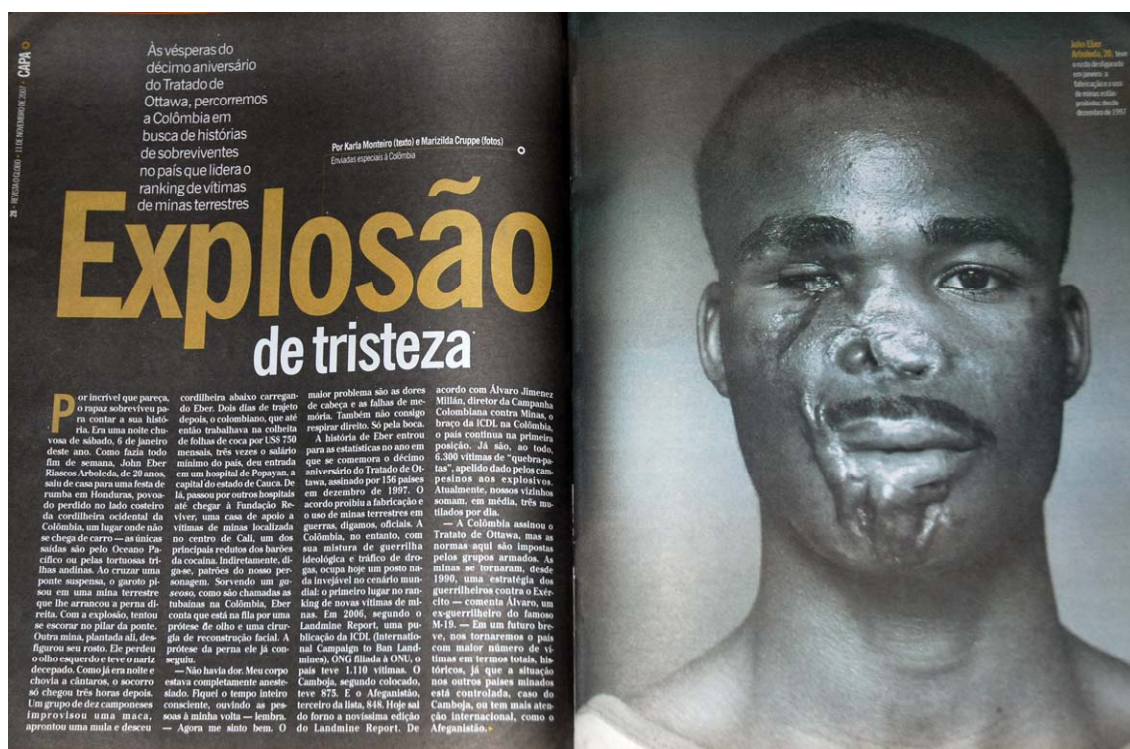 28 • REVISTA O GLOBO • 11 DE NOVEMBRO DE 2007 • CAPA
Às vésperas do
décimo aniversário
do Tratado de
Ottawa, percorremos
a Colômbia em
busca de histórias
de sobreviventes
no país que lidera o
ranking de vítimas
de minas terrestres
Por Karla Monteiro (texto) e Marizilda Cruppe (fotos)
Enviadas especiais à Colômbia
Explosão
de tristeza
Por incrível que pareça,
o rapaz sobreviveu pa-
ra contar a sua histó-
ria. Era uma noite chu-
vosa de sábado, 6 de janeiro
deste ano. Como fazia todo
fim de semana, John Eber
Riascos Arboleda, de 20 anos,
saiu de casa para uma festa de
rumba em Honduras, povoa-
do perdido no lado costeiro
da cordilheira ocidental da
Colômbia, um lugar onde não
se chega de carro — as únicas
saídas são pelo Oceano Pa-
cífico ou pelas tortuosas tri-
lhas andinas. Ao cruzar uma
ponte suspensa, o garoto pi-
sou em uma mina terrestre
que lhe arrancou a perna di-
reita. Com a explosão, tentou
se escorar no pilar da ponte.
Outra mina, plantada ali, des-
figurou seu rosto. Ele perdeu
o olho esquerdo e teve o nariz
decepado. Como já era noite e
chovia a cântaros, o socorro
só chegou três horas depois.
Um grupo de dez camponeses
improvisou uma maca,
aprontou uma mula e desceu
cordilheira abaixo carregan-
do Eber. Dois dias de trajeto
depois, o colombiano, que até
então trabalhava na colheita
de folhas de coca por US$ 750
mensais, três vezes o salário
mínimo do país, deu entrada
em um hospital de Popayan, a
capital do estado de Cauca. De
lá, passou por outros hospitais
até chegar à Fundação Re-
viver, uma casa de apoio a
vítimas de minas localizada
no centro de Cali, um dos
principais redutos dos barões
da cocaína. Indiretamente, di-
ga-se, patrões do nosso per-
sonagem. Sorvendo um ga-
seoso, como são chamadas as
tubaínas na Colômbia, Eber
conta que está na fila por uma
prótese de olho e uma cirur-
gia de reconstrução facial. A
prótese da perna ele já con-
seguiu.
— Não havia dor. Meu corpo
estava completamente aneste-
siado. Fiquei o tempo inteiro
consciente, ouvindo as pes-
soas à minha volta — lembra.
— Agora me sinto bem. O
maior problema são as dores
de cabeça e as falhas de me-
mória. Também não consigo
respirar direito. Só pela boca.
A história de Eber entrou
para as estatísticas no ano em
que se comemora o décimo
aniversário do Tratado de Ot-
tawa, assinado por 156 países
em dezembro de 1997. O
acordo proibiu a fabricação e
o uso de minas terrestres em
guerras, digamos, oficiais. A
Colômbia, no entanto, com
sua mistura de guerrilha
ideológica e tráfico de dro-
gas, ocupa hoje um posto na-
da invejável no cenário mun-
dial: o primeiro lugar no ran-
king de novas vítimas de mi-
nas. Em 2006, segundo o
Landmine Report, uma pu-
blicação da ICDL (Internatio-
nal Campaign to Ban Land-
mines), ONG filiada à ONU, o
país teve 1.110 vítimas. O
Camboja, segundo colocado,
teve 875. E o Afeganistão,
terceiro da lista, 848. Hoje sai
do forno a novíssima edição
do Landmine Report. De
acordo com Álvaro Jimenez
Millán, diretor da Campanha
Colombiana contra Minas, o
braço da ICDL na Colômbia,
o país continua na primeira
posição. Já são, ao todo,
6.300 vítimas de "quebra-pa-
tas", apelido dado pelos cam-
pesinos aos explosivos.
Atualmente, nossos vizinhos
somam, em média, três mu-
tilados por dia.
— A Colômbia assinou o
Tratato de Ottawa, mas as
normas aqui são impostas
pelos grupos armados. As
minas se tornaram, desde
1990, uma estratégia dos
guerrilheiros contra o Exér-
cito — comenta Álvaro, um
ex-guerrilheiro do famoso
M-19. — Em um futuro bre-
ve, nos tornaremos o país
com maior número de ví-
timas em termos totais, his-
tóricos, já que a situação
nos outros países minados
está controlada, caso do
Camboja, ou tem mais aten-
ção internacional, como o
Afeganistão.
John Eber
Arboleda, 20, teve
o rosto desfigurado
em janeiro: a
fabricação e o uso
de minas estão
proibidos desde
dezembro de 1997